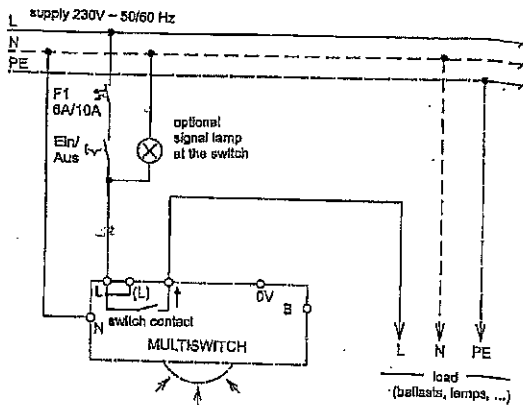 supply 230V ~ 50/60 Hz
L
N
PE
F1
6A/10A
Ein/
Aus
optional
signal lamp
at the switch
L
L
(L)
0V
B
N
switch contact
MULTISWITCH
L N PE
load
(ballasts, lamps, ...)